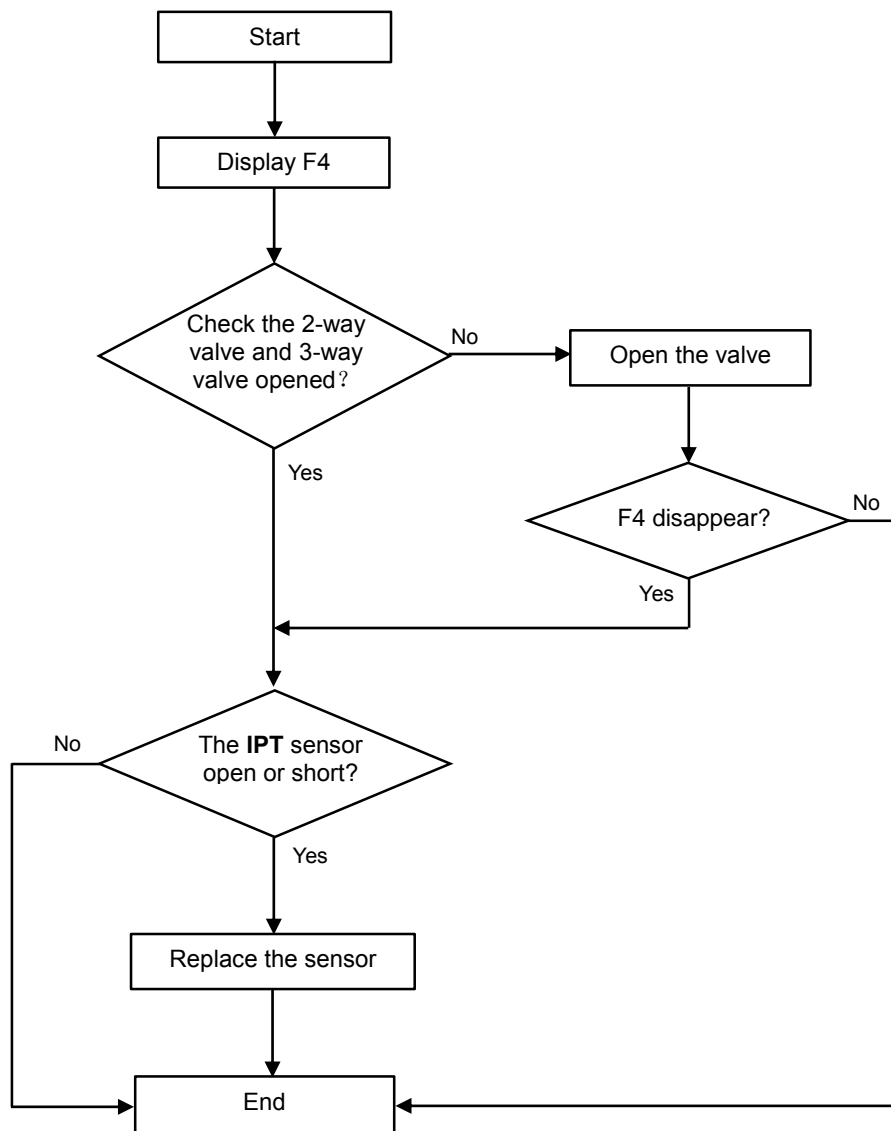 Start
Display F4
Check the 2-way
valve and 3-way
valve opened？
No
Open the valve
Yes
F4 disappear?
No
Yes
No
The IPT sensor
open or short?
Yes
Replace the sensor
End